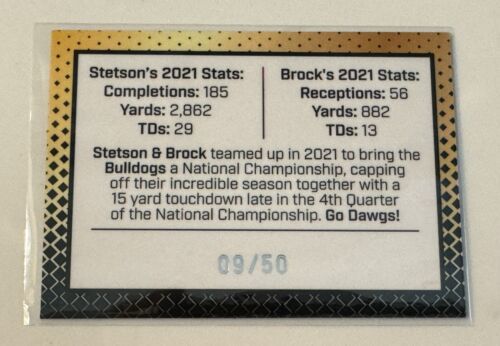 Stetson's 2021 Stats:
Completions: 185
Yards: 2,862
TDs: 29
Brock's 2021 Stats:
Receptions: 56
Yards: 882
TDs: 13
Stetson & Brock teamed up in 2021 to bring the
Bulldogs a National Championship, capping
off their incredible season together with a
15 yard touchdown late in the 4th Quarter
of the National Championship. Go Dawgs!
09/50